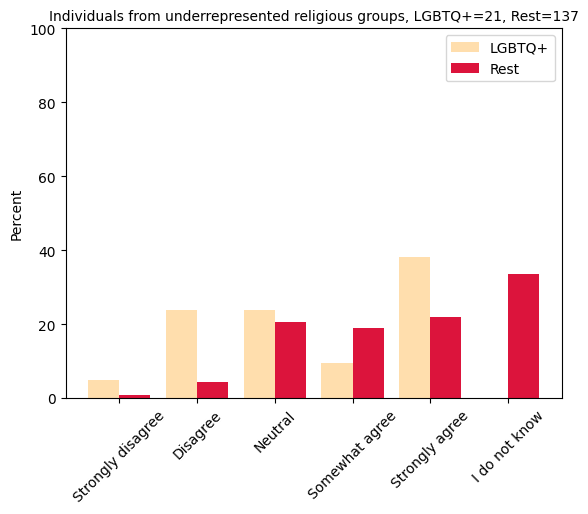 Individuals from underrepresented religious groups, LGBTQ+=21, Rest=137
100
80
60
40
20
0
Percent
LGBTQ+
Rest
Strongly disagree
Disagree
Neutral
Somewhat agree
Strongly agree
I do not know